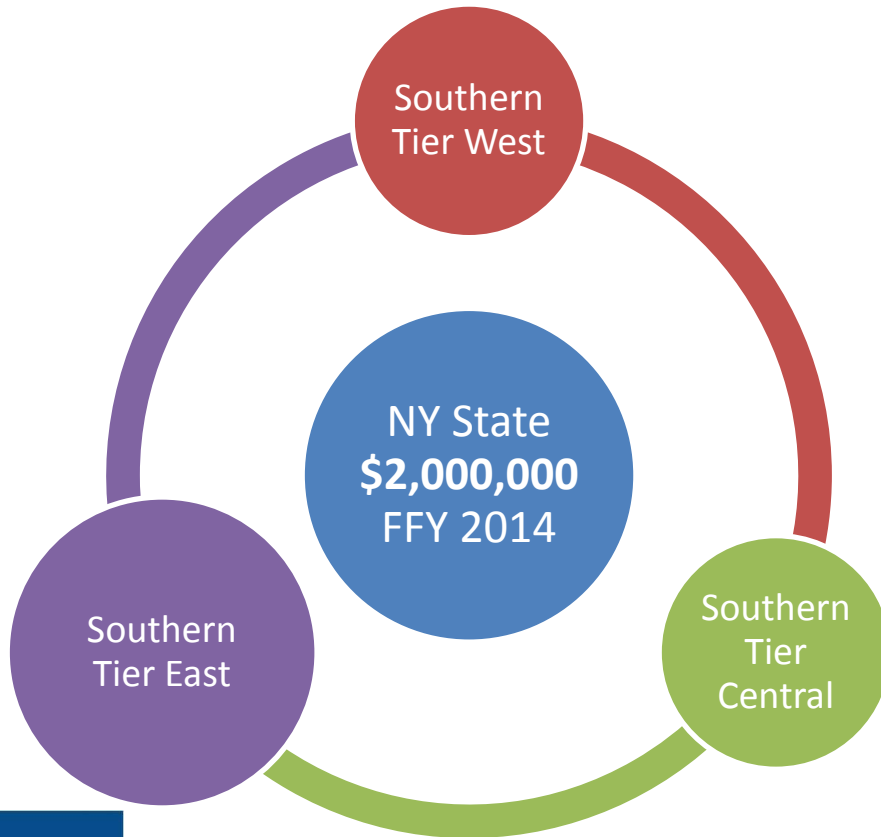 Southern
Tier West
NY State
$2,000,000
FFY 2014
Southern
Tier East
Southern
Tier
Central